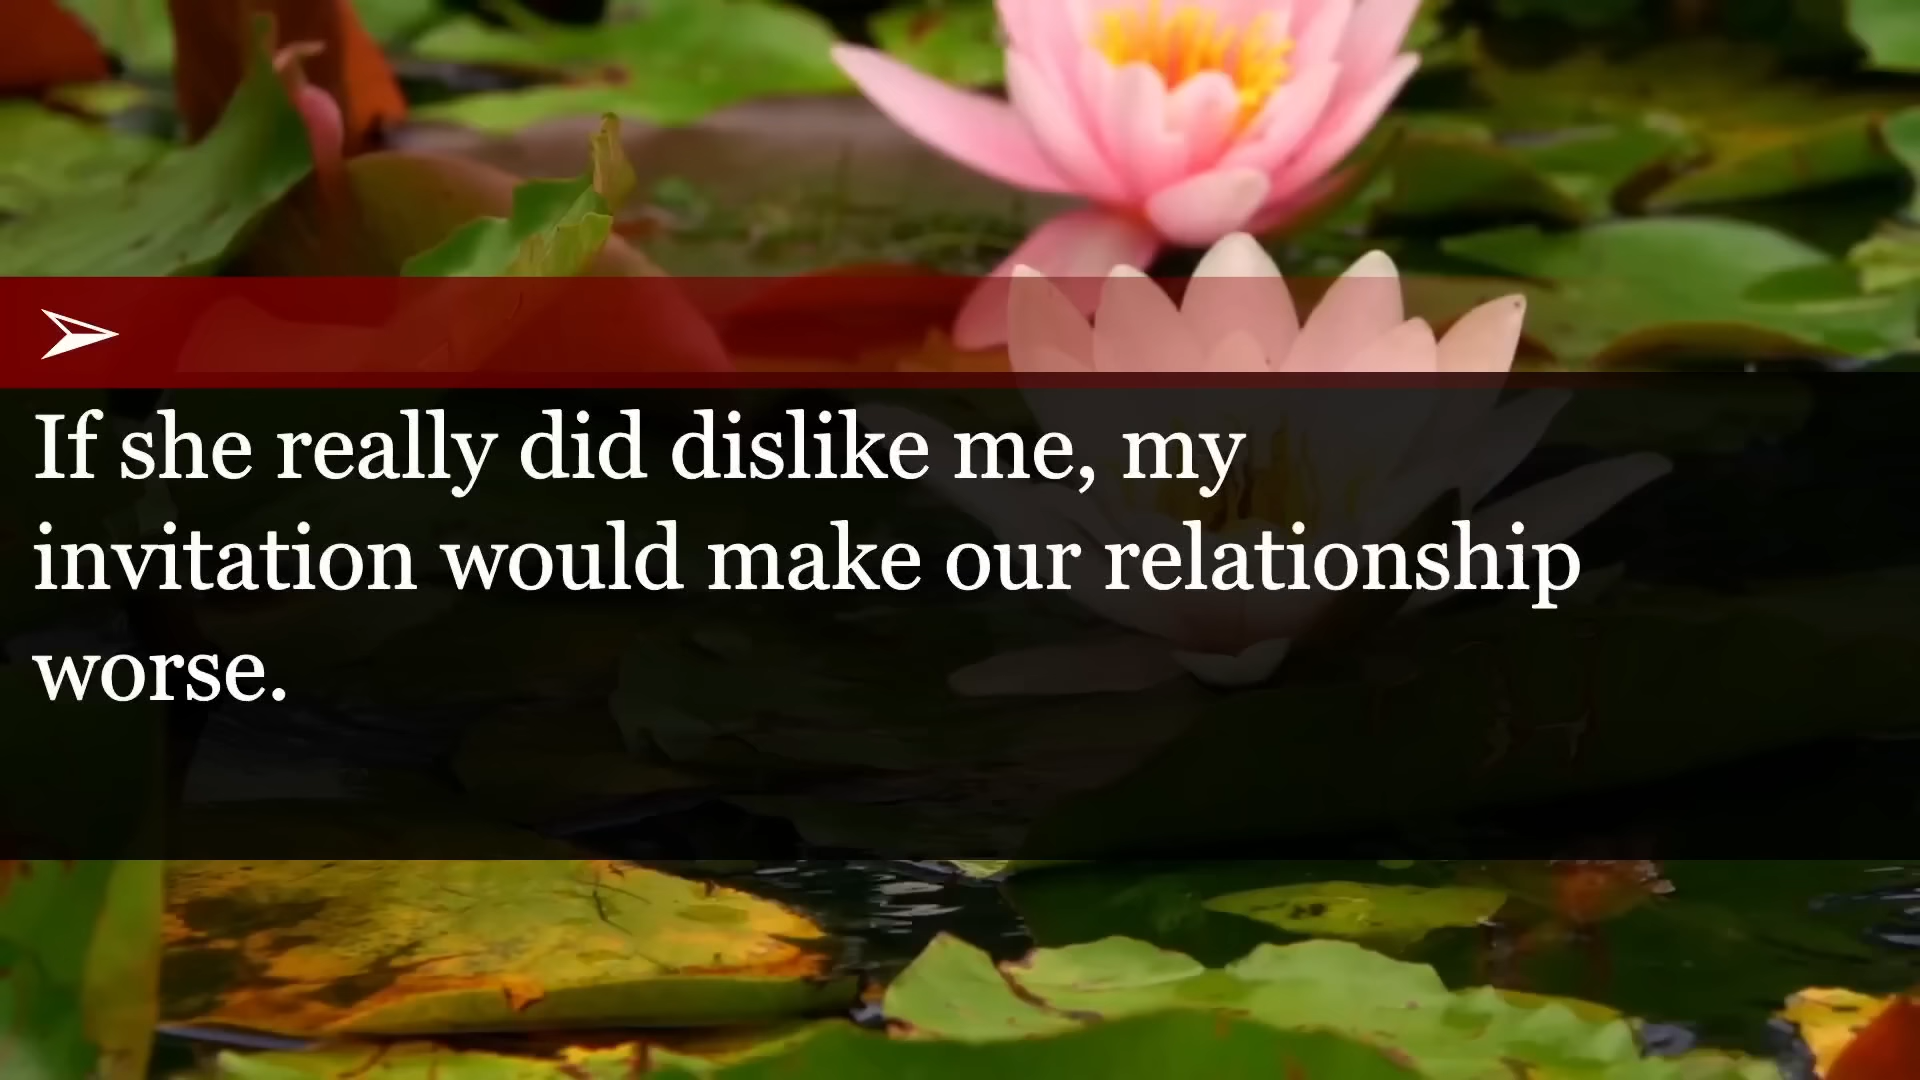 If she really did dislike me, my
invitation would make our relationship
worse.